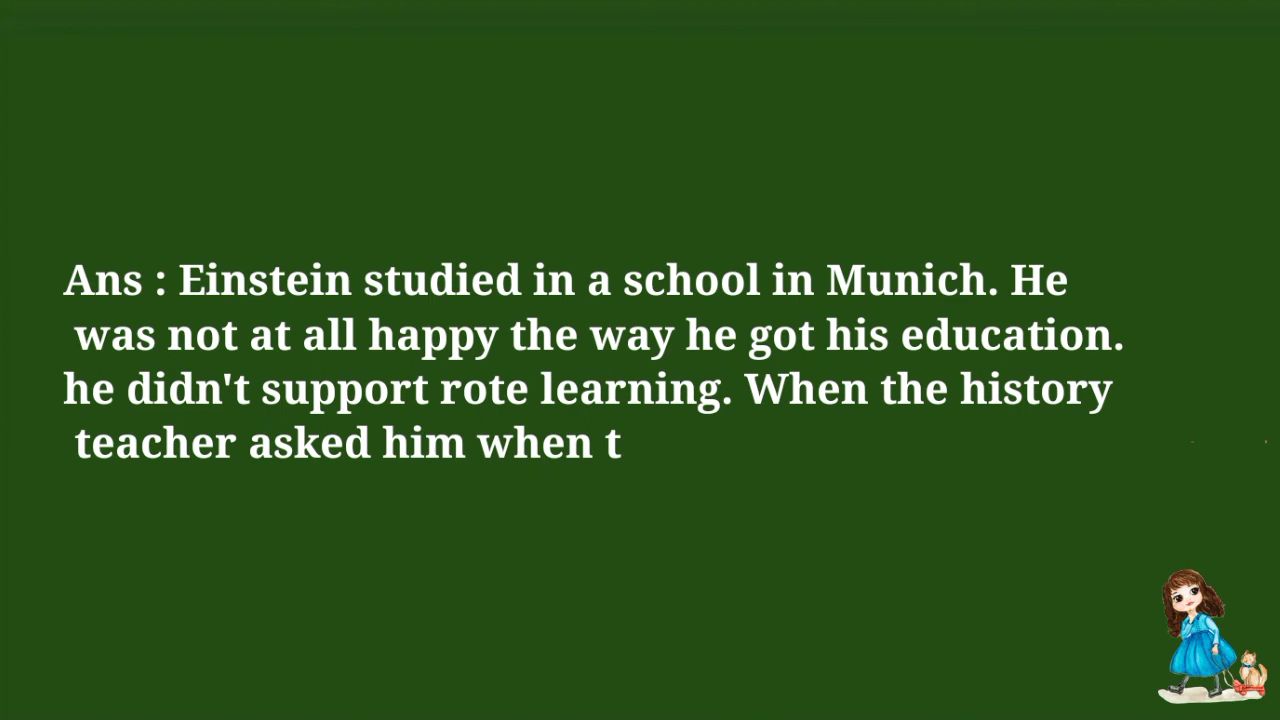 Ans : Einstein studied in a school in Munich. He
was not at all happy the way he got his education.
he didn't support rote learning. When the history
teacher asked him when t